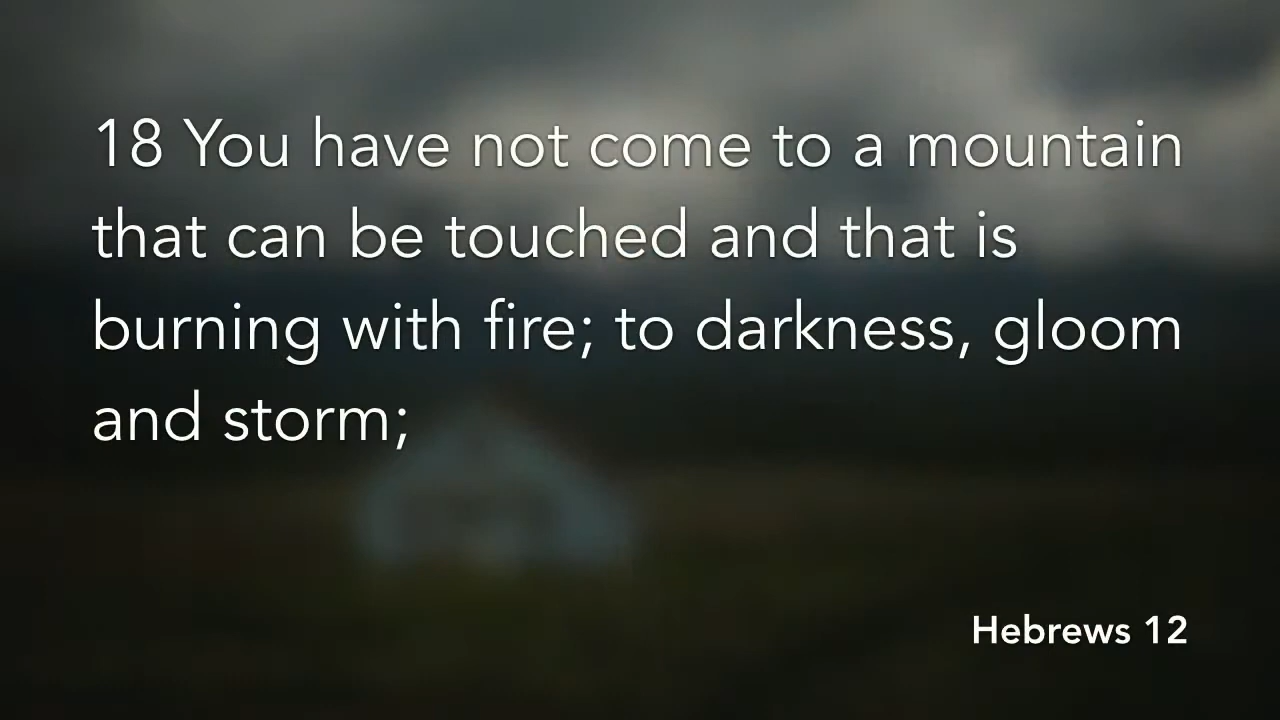 18 You have not come to a mountain
that can be touched and that is
burning with fire; to darkness, gloom
and storm;
Hebrews 12